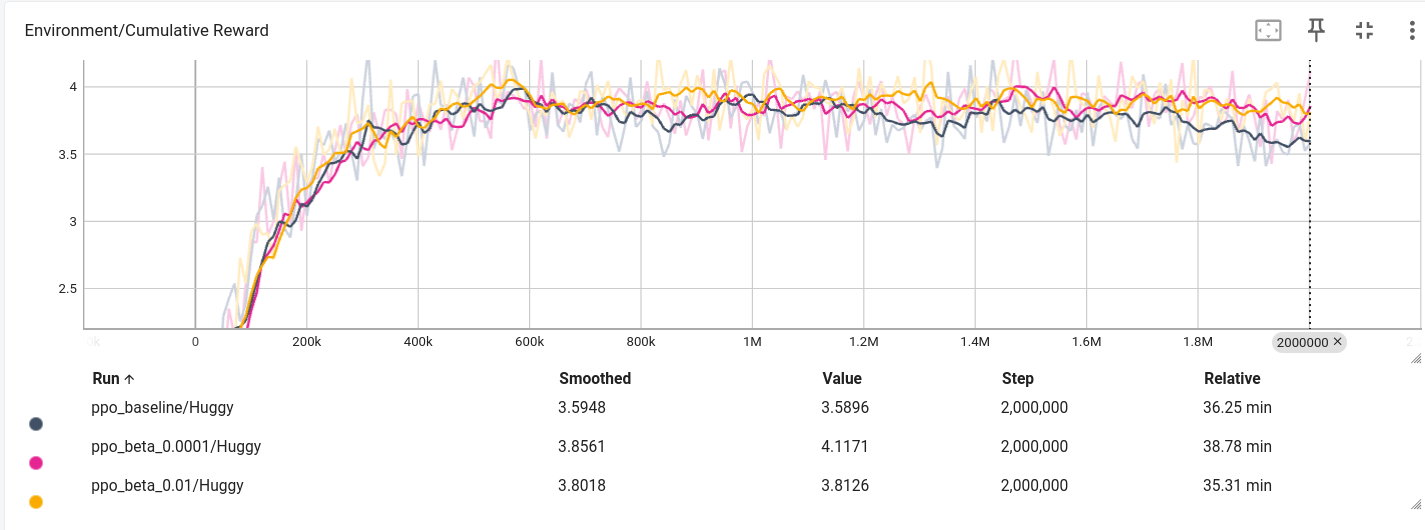 Environment/Cumulative Reward
4
3.5
3
2.5
0 200k 400k 600k 800k 1M 1.2M 1.4M 1.6M 1.8M 2000000 ×
Run ↑ Smoothed Value Step Relative
ppo_baseline/Huggy 3.5948 3.5896 2,000,000 36.25 min
ppo_beta_0.0001/Huggy 3.8561 4.1171 2,000,000 38.78 min
ppo_beta_0.01/Huggy 3.8018 3.8126 2,000,000 35.31 min